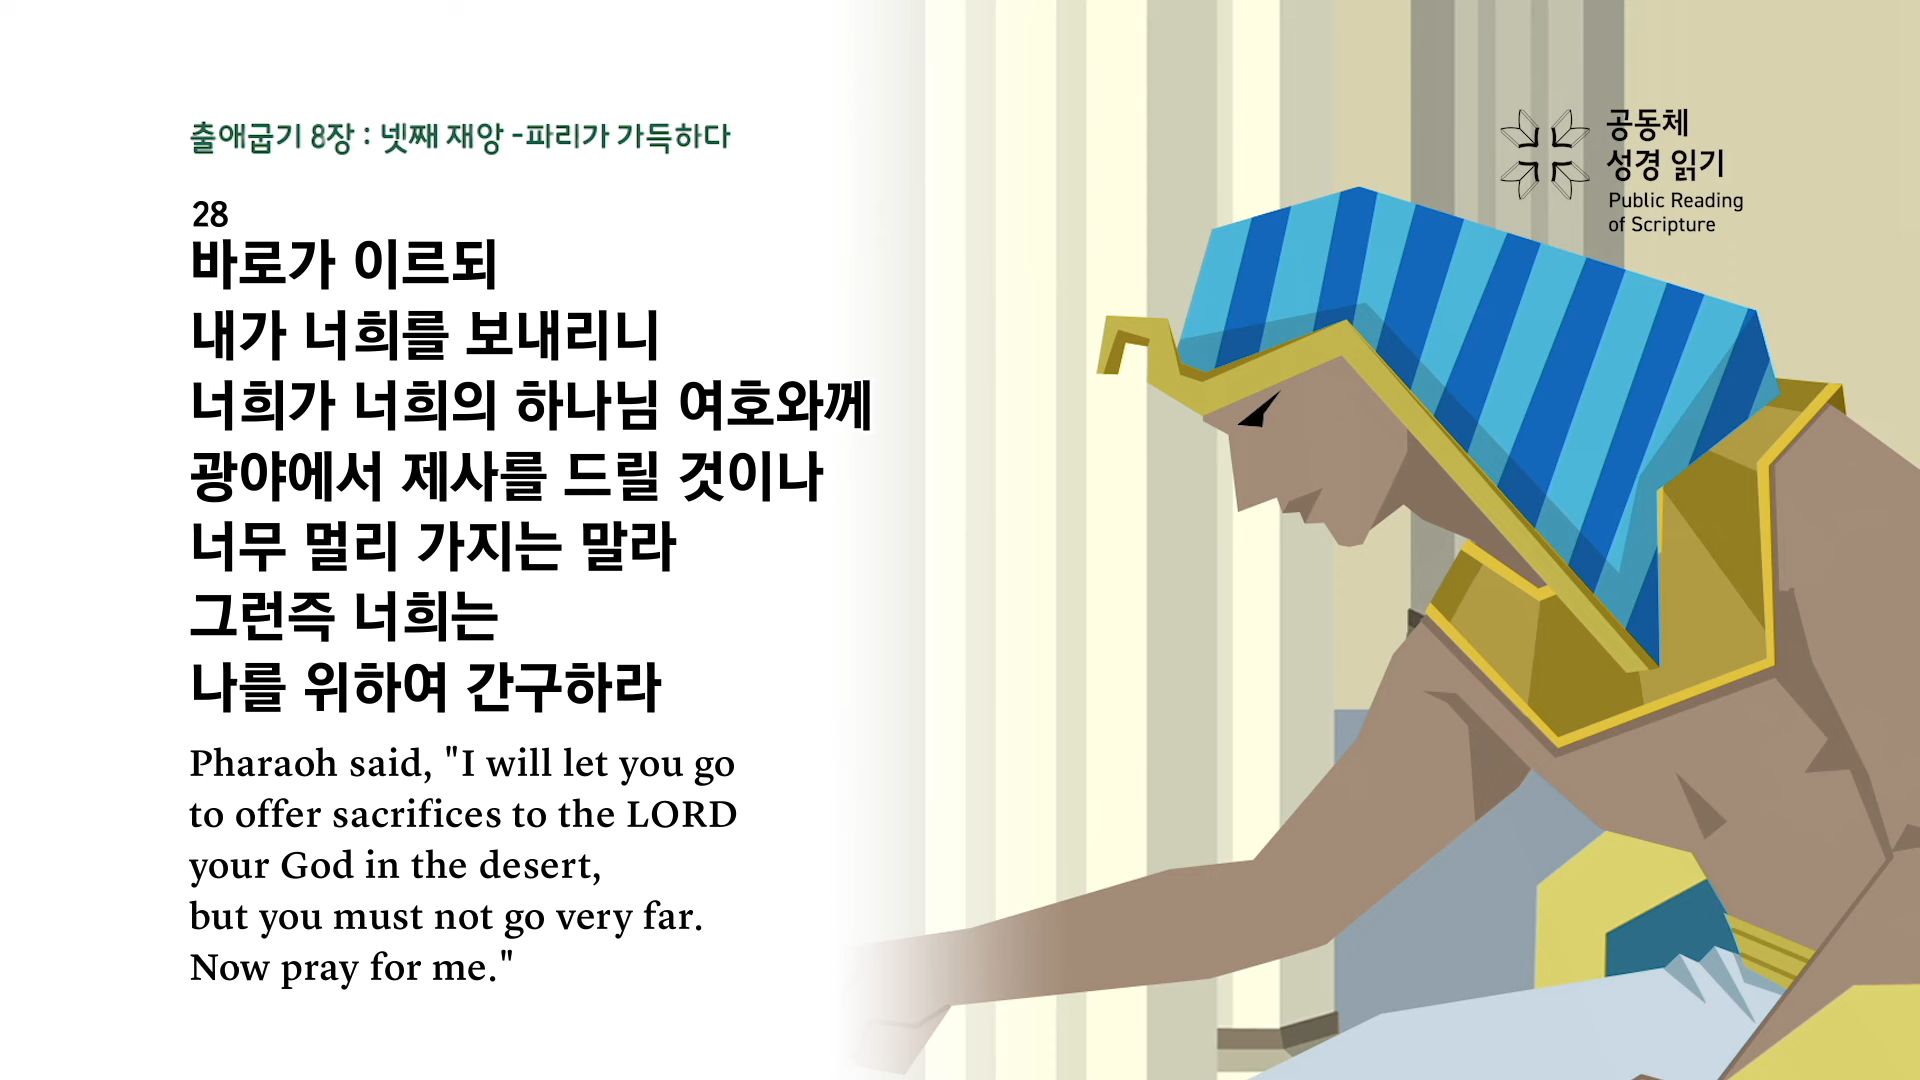 출애굽기 8장 : 넷째 재앙 -파리가 가득하다
28
바로가 이르되
내가 너희를 보내리니
너희가 너희의 하나님 여호와께
광야에서 제사를 드릴 것이나
너무 멀리 가지는 말라
그런즉 너희는
나를 위하여 간구하라
Pharaoh said, "I will let you go
to offer sacrifices to the LORD
your God in the desert,
but you must not go very far.
Now pray for me."
공동체
성경 읽기
Public Reading
of Scripture